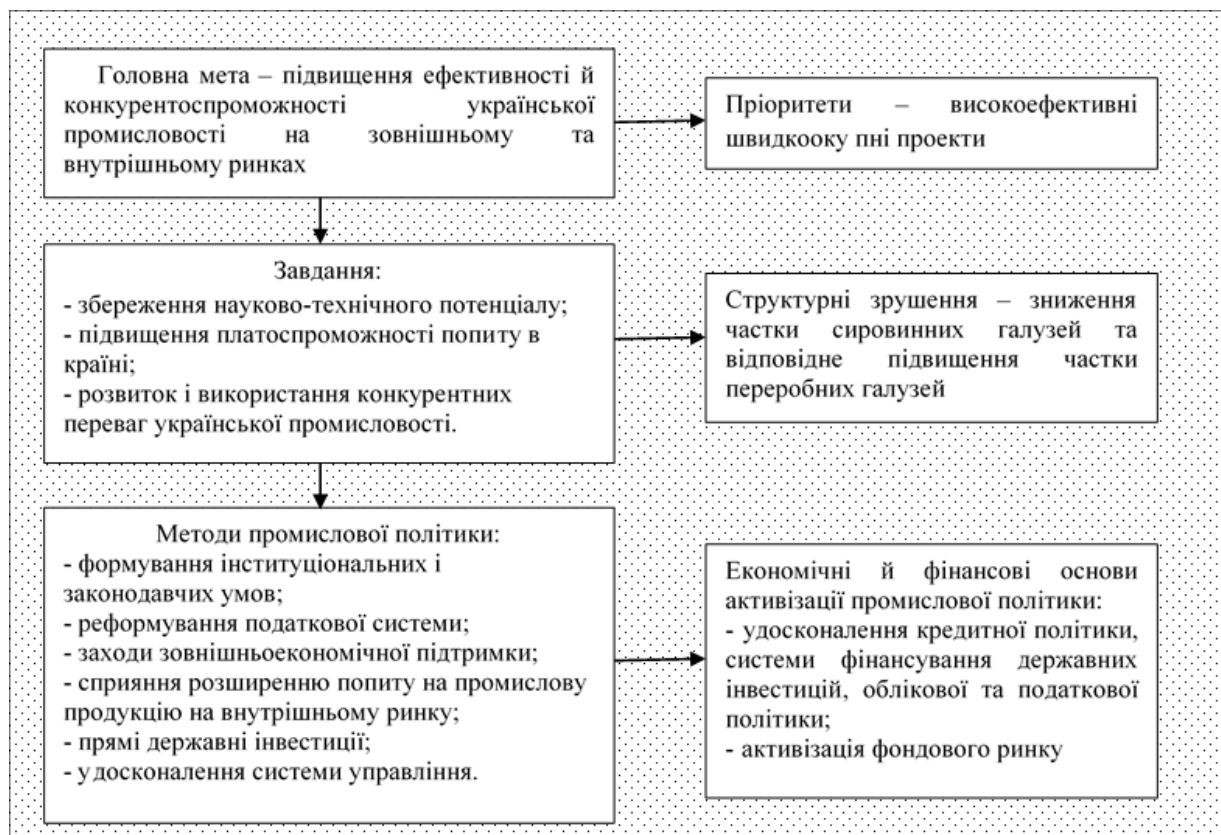 Головна мета – підвищення ефективності й
конкурентоспроможності української
промисловості на зовнішньому та
внутрішньому ринках
Пріоритети – високоефективні
швидкооку пні проекти
Завдання:
- збереження науково-технічного потенціалу;
- підвищення платоспроможності попиту в
країні;
- розвиток і використання конкурентних
переваг української промисловості.
Структурні зрушення – зниження
частки сировинних галузей та
відповідне підвищення частки
переробних галузей
Методи промислової політики:
- формування інституціональних і
законодавчих умов;
- реформування податкової системи;
- заходи зовнішньоекономічної підтримки;
- сприяння розширенню попиту на промислову
продукцію на внутрішньому ринку;
- прямі державні інвестиції;
- удосконалення системи управління.
Економічні й фінансові основи
активізації промислової політики:
- удосконалення кредитної політики,
системи фінансування державних
інвестицій, облікової та податкової
політики;
- активізація фондового ринку